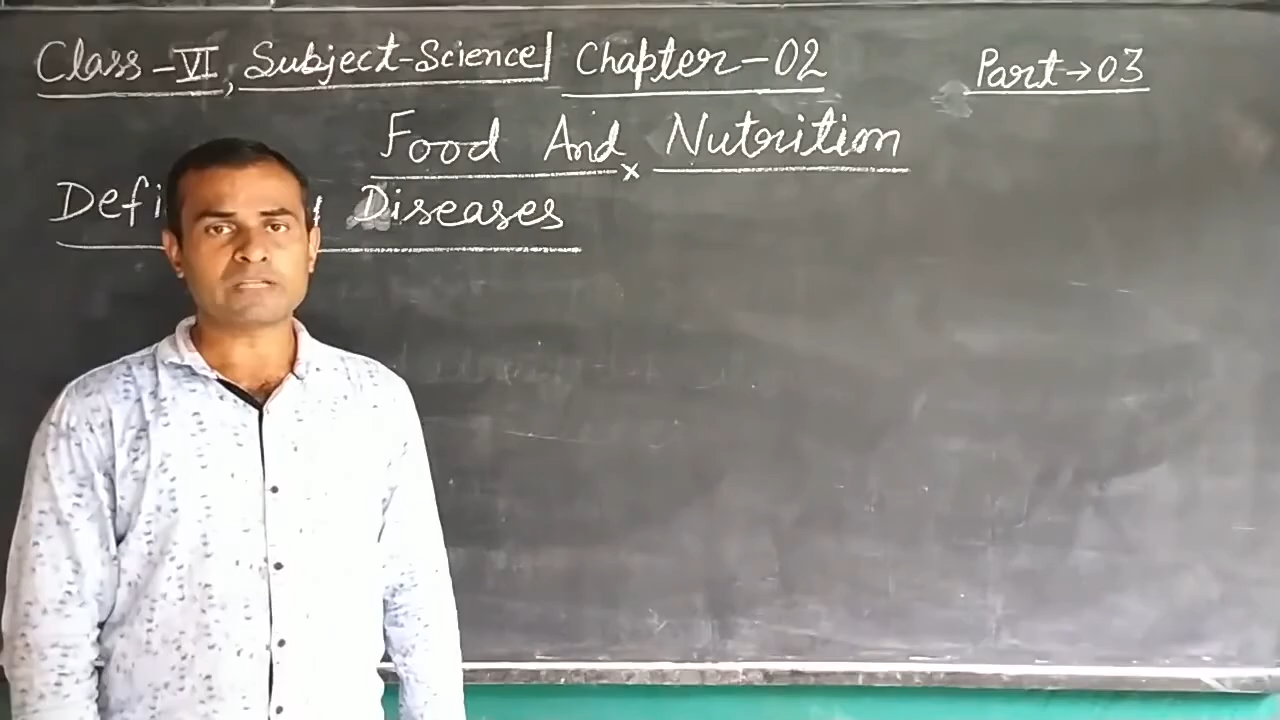 Class-VI, Subject-Science| Chapter-02 Part→03
Food And Nutrition
Defi Diseases